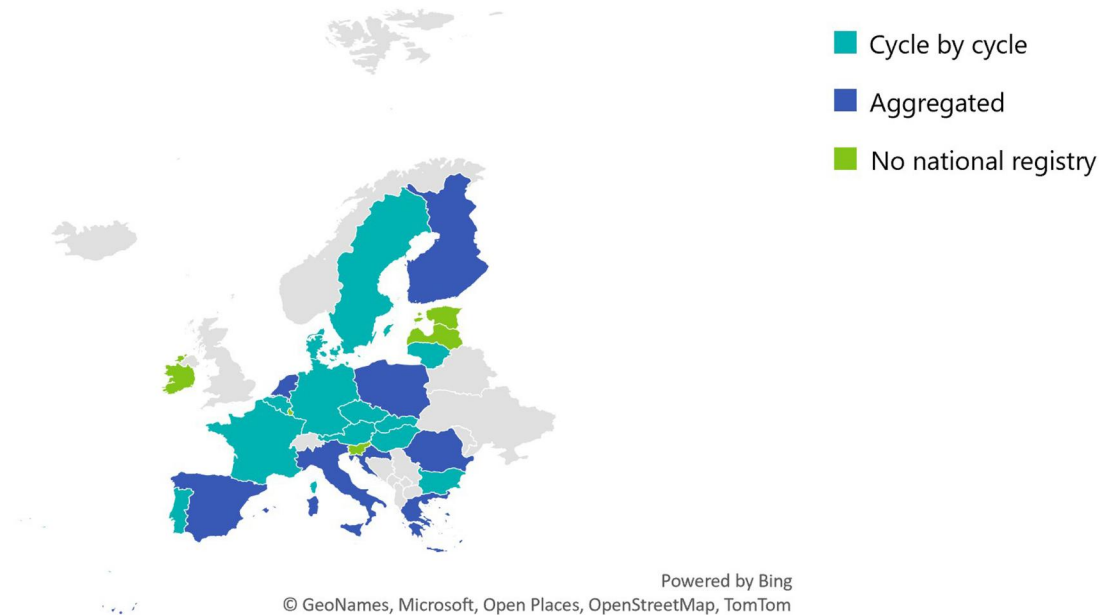 Cycle by cycle
Aggregated
No national registry
Powered by Bing
© GeoNames, Microsoft, Open Places, OpenStreetMap, TomTom